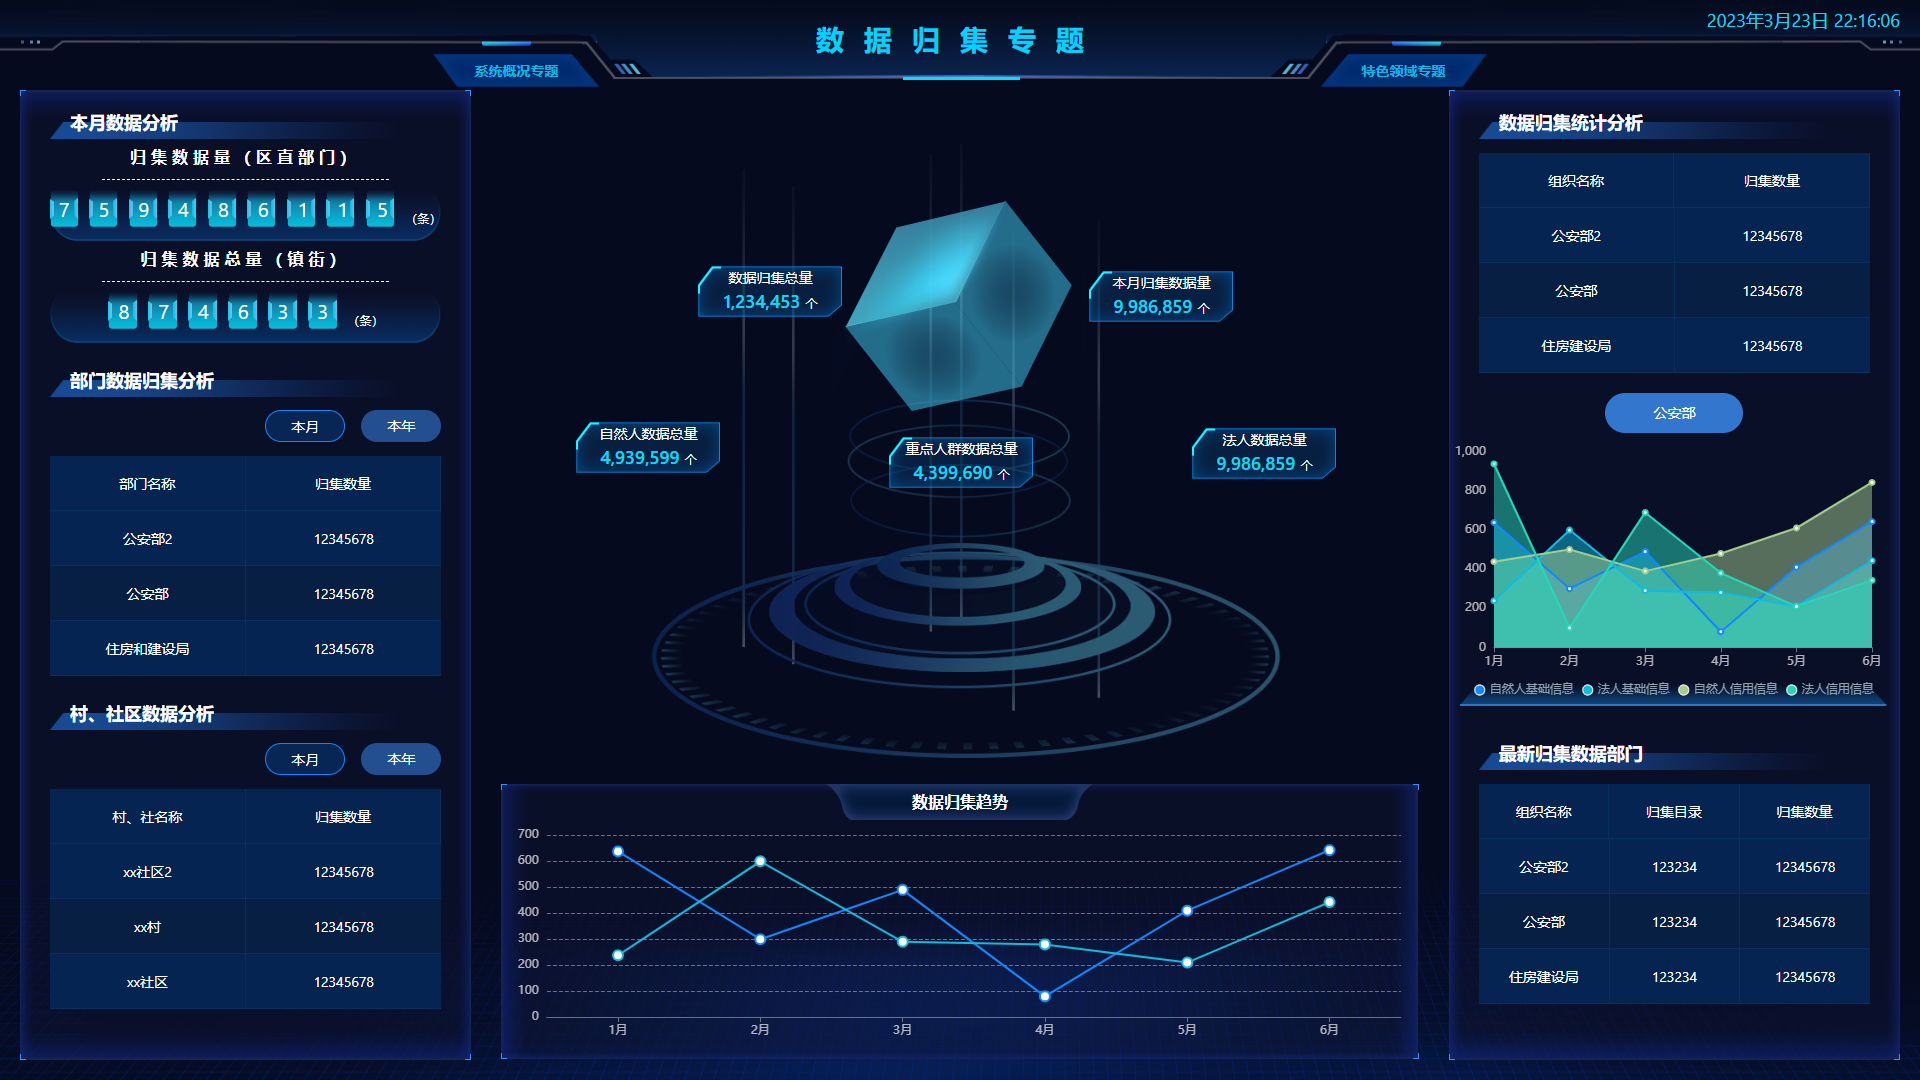 数据归集专题
2023年3月23日 22:16:06
系统概况专题
特色领域专题
本月数据分析
归集数据量（区直部门）
7 5 9 4 8 6 1 1 5 (条)
归集数据总量（镇街）
8 7 4 6 3 3 (条)
部门数据归集分析
本月 本年
部门名称 归集数量
公安部2 12345678
公安部 12345678
住房和建设局 12345678
村、社区数据分析
本月 本年
村、社名称 归集数量
xx社区2 12345678
xx村 12345678
xx社区 12345678
数据归集总量
1,234,453 个
本月归集数据量
9,986,859 个
自然人数据总量
4,939,599 个
重点人群数据总量
4,399,690 个
法人数据总量
9,986,859 个
数据归集趋势
700
600
500
400
300
200
100
0
1月 2月 3月 4月 5月 6月
数据归集统计分析
组织名称 归集数量
公安部2 12345678
公安部 12345678
住房建设局 12345678
公安部
1,000
800
600
400
200
0
1月 2月 3月 4月 5月 6月
自然人基础信息 法人基础信息 自然人信用信息 法人信用信息
最新归集数据部门
组织名称 归集目录 归集数量
公安部2 123234 12345678
公安部 123234 12345678
住房建设局 123234 12345678